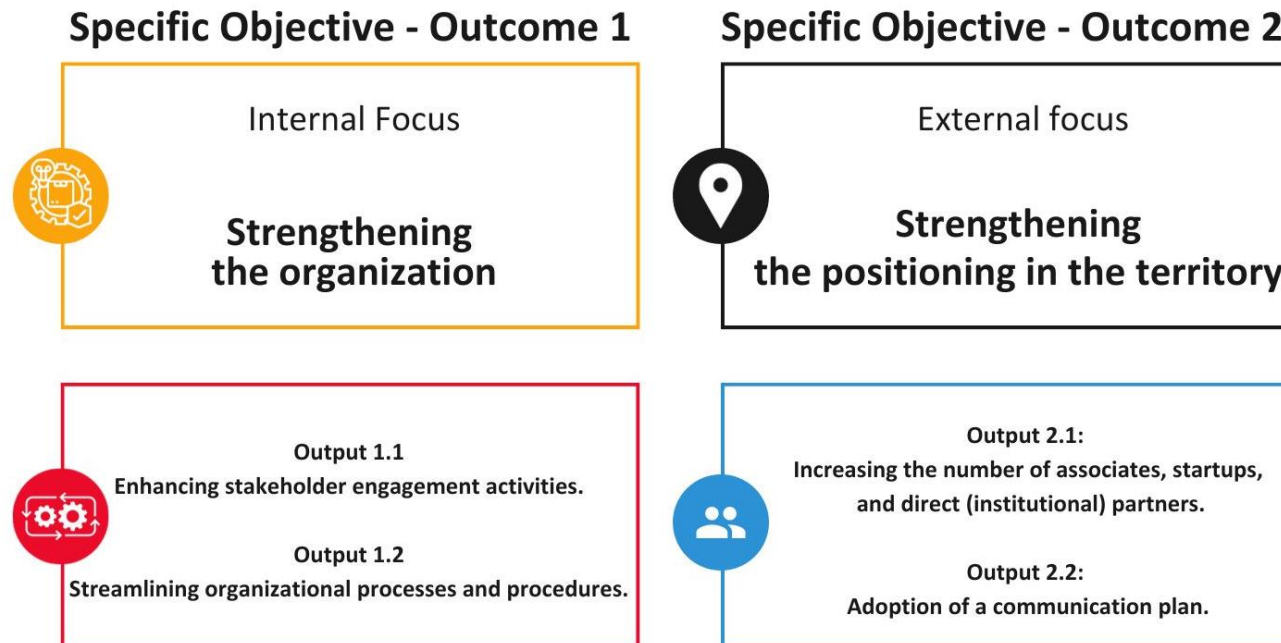 Specific Objective - Outcome 1
Internal Focus
Strengthening
the organization
Output 1.1
Enhancing stakeholder engagement activities.
Output 1.2
Streamlining organizational processes and procedures.
Specific Objective - Outcome 2
External focus
Strengthening
the positioning in the territory
Output 2.1:
Increasing the number of associates, startups,
and direct (institutional) partners.
Output 2.2:
Adoption of a communication plan.